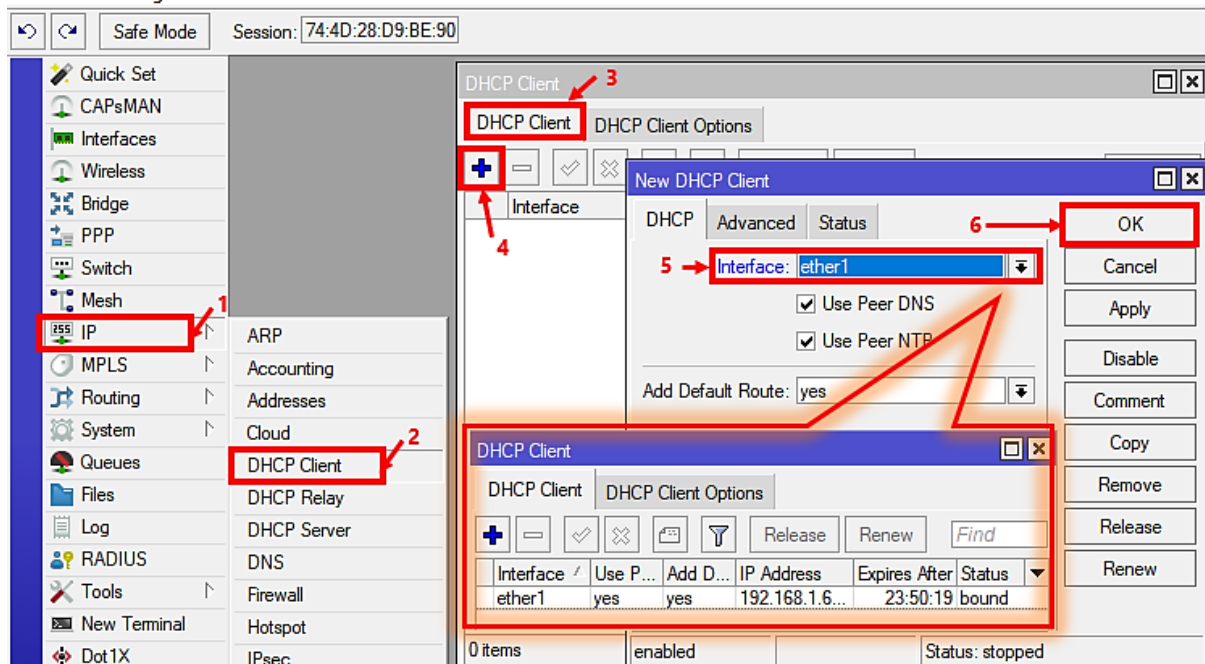 Safe Mode
Session: 74:4D:28:D9:BE:90
Quick Set
CAPsMAN
Interfaces
Wireless
Bridge
PPP
Switch
Mesh
1
255
IP
MPLS
Routing
System
Queues
Files
Log
RADIUS
Tools
New Terminal
Dot1X
ARP
Accounting
Addresses
Cloud
2
DHCP Client
DHCP Relay
DHCP Server
DNS
Firewall
Hotspot
IPsec
DHCP Client
3
DHCP Client DHCP Client Options
4
Interface
New DHCP Client
DHCP Advanced Status
5 Interface: ether1
Use Peer DNS
Use Peer NTP
Add Default Route: yes
6
OK
Cancel
Apply
Disable
Comment
Copy
Remove
Release
Renew
DHCP Client
DHCP Client DHCP Client Options
Release Renew Find
Interface Use P... Add D... IP Address Expires After Status
ether1 yes yes 192.168.1.6... 23:50:19 bound
0 items enabled Status: stopped